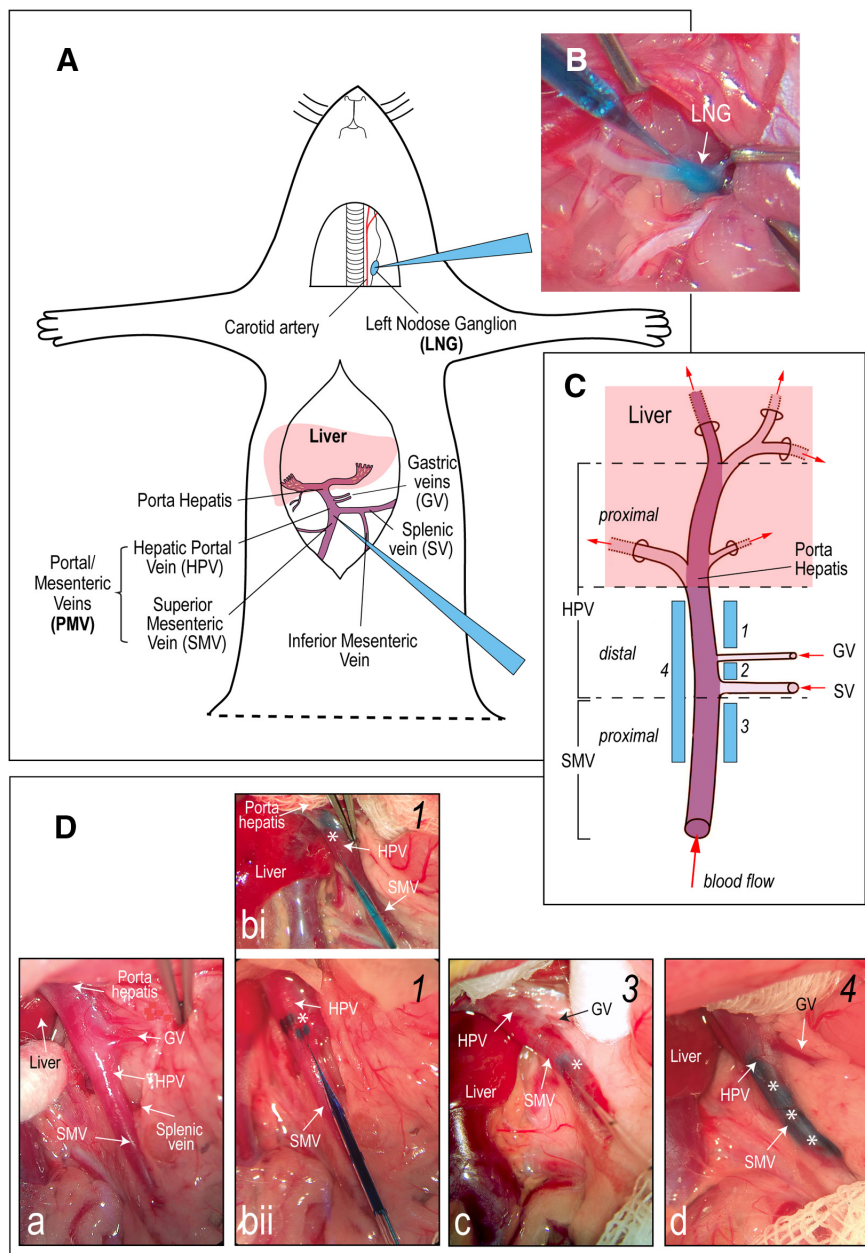 A
Carotid artery
Left Nodose Ganglion
(LNG)
Liver
Gastric
veins
(GV)
Porta Hepatis
Splenic
vein (SV)
Portal/
Mesenteric
Veins
(PMV)
Hepatic Portal
Vein (HPV)
Superior
Mesenteric
Vein (SMV)
Inferior Mesenteric
Vein
B
LNG
C
Liver
proximal
Porta
Hepatis
HPV
distal
1
GV
4
2
SV
proximal
3
SMV
blood flow
D
1
Porta
hepatis
HPV
Liver
SMV
bi
Porta
hepatis
GV
Liver
HPV
Splenic
vein
SMV
a
1
HPV
SMV
bii
3
GV
HPV
SMV
Liver
c
4
GV
Liver
HPV
SMV
d